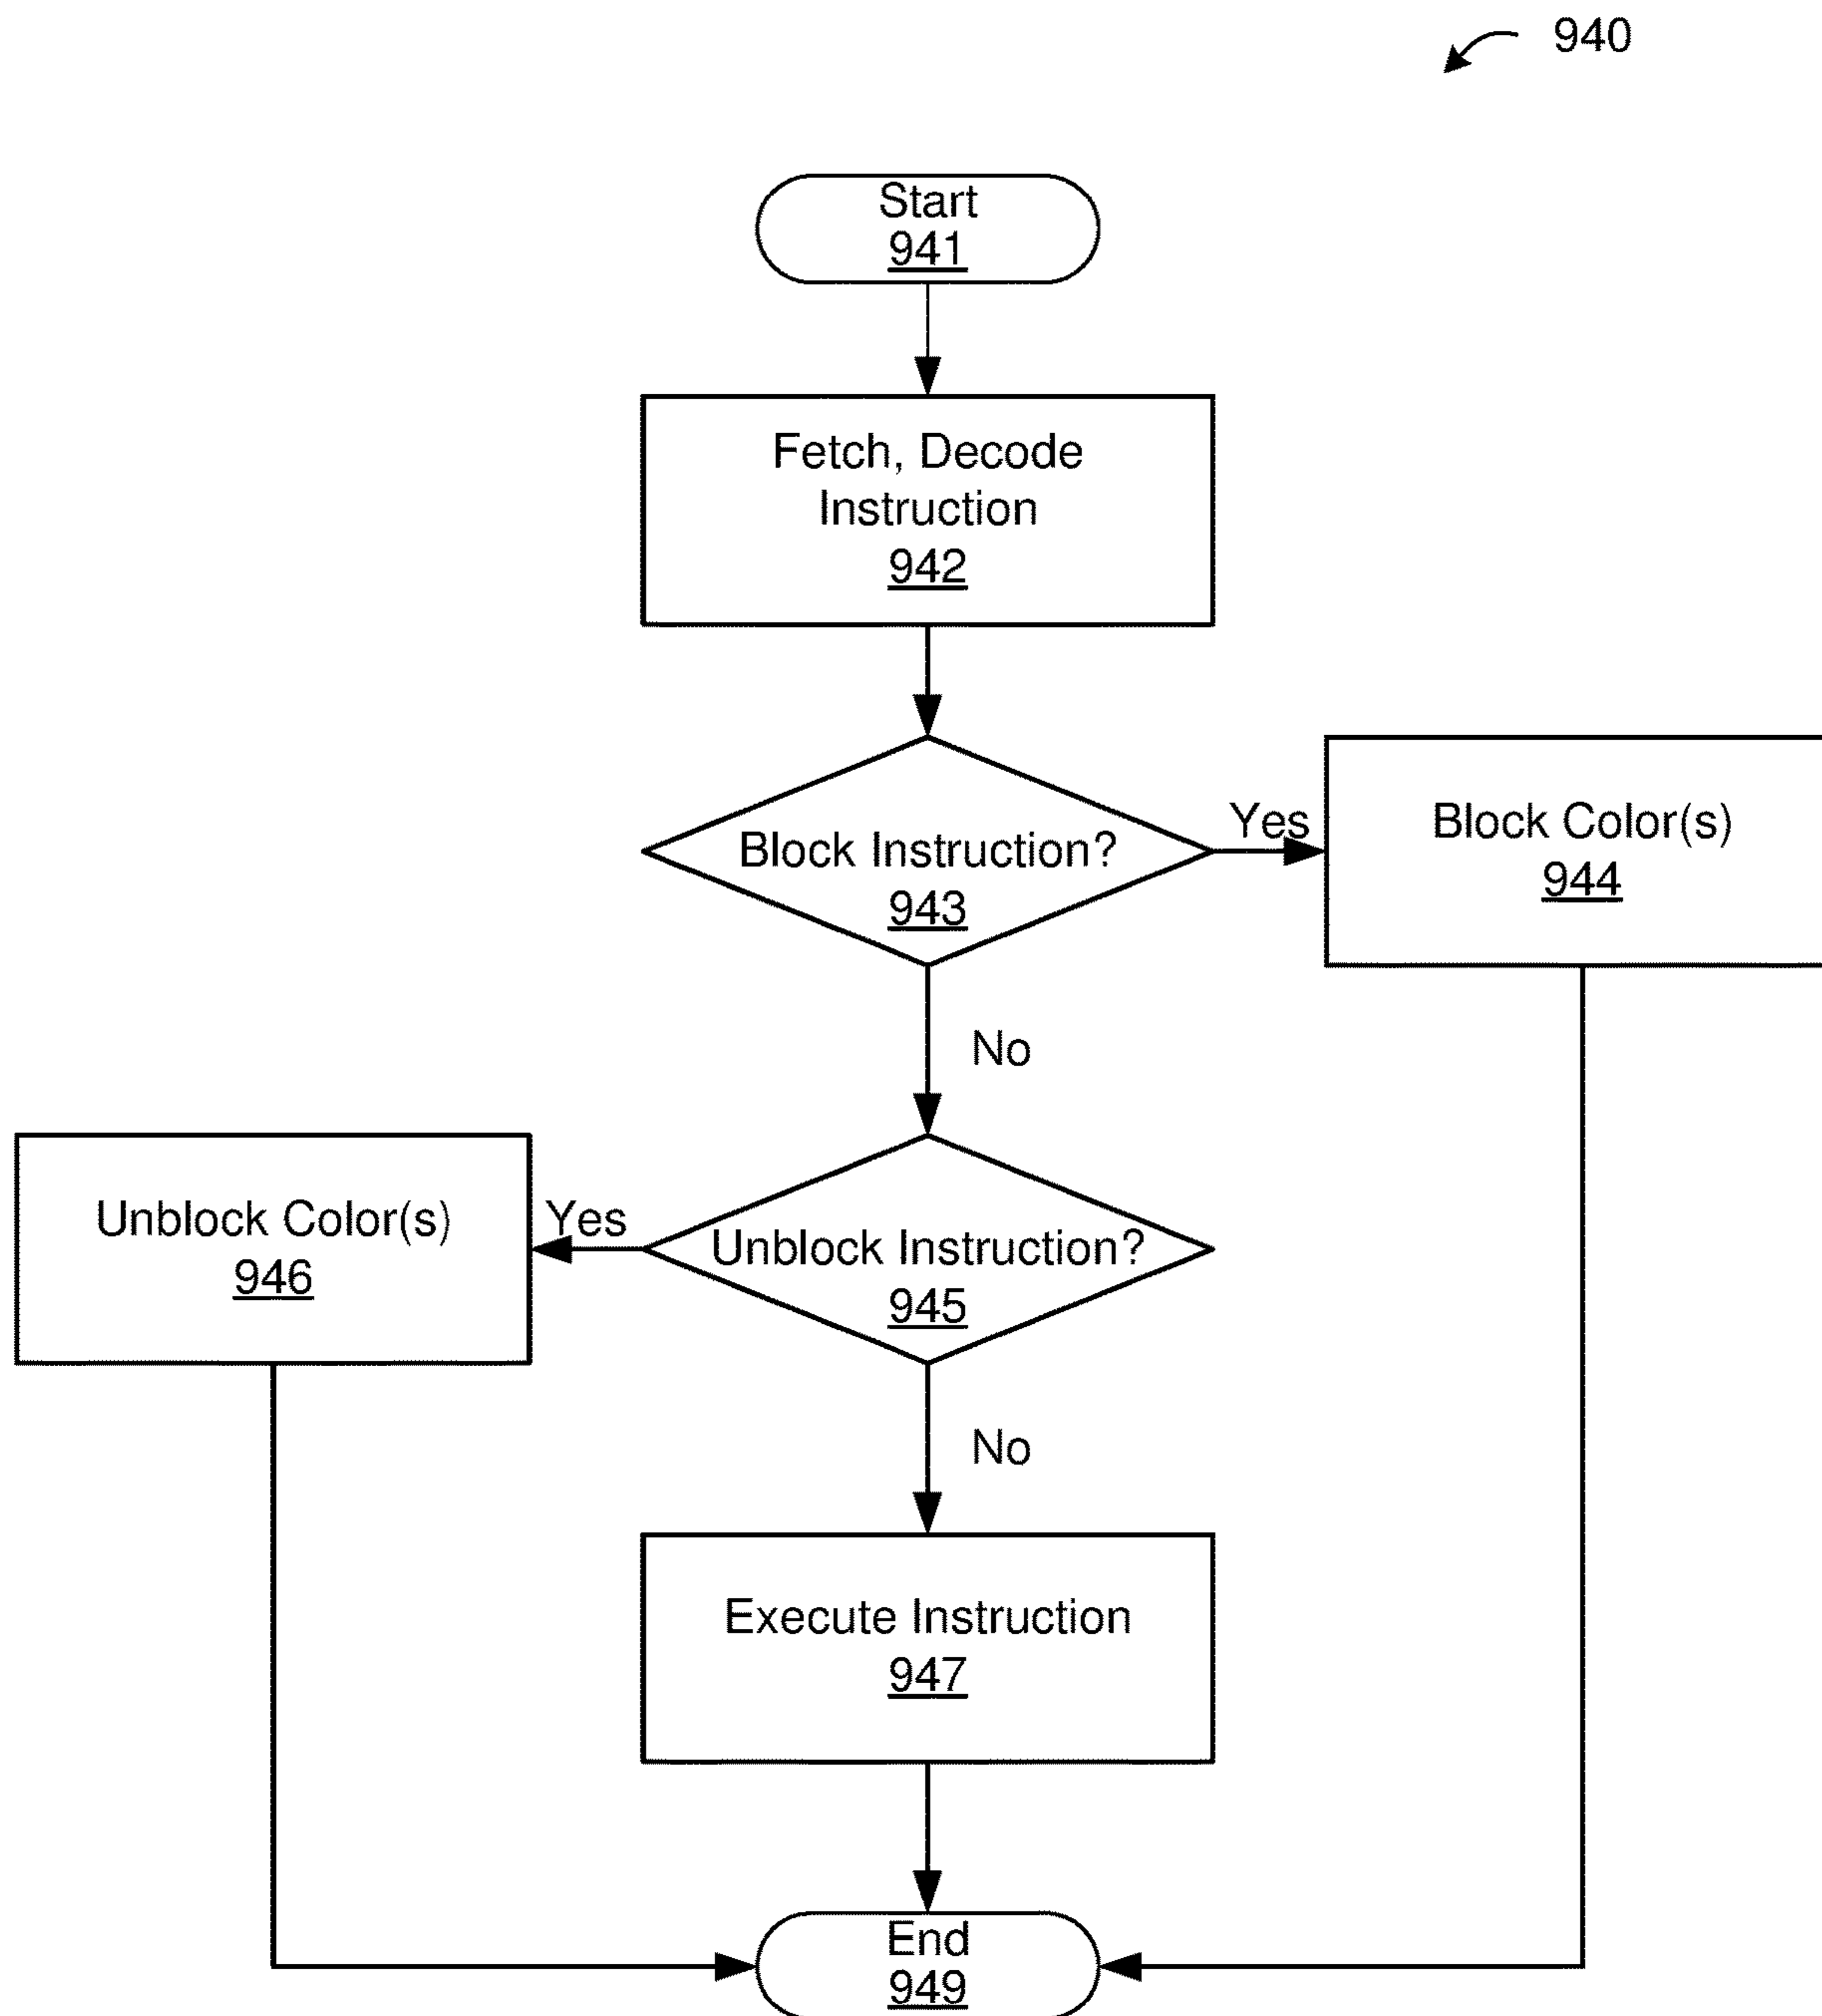 940
Start
941
Fetch, Decode
Instruction
942
Block Instruction?
943
Yes
Block Color(s)
944
No
Unblock Instruction?
945
Yes
Unblock Color(s)
946
No
Execute Instruction
947
End
949